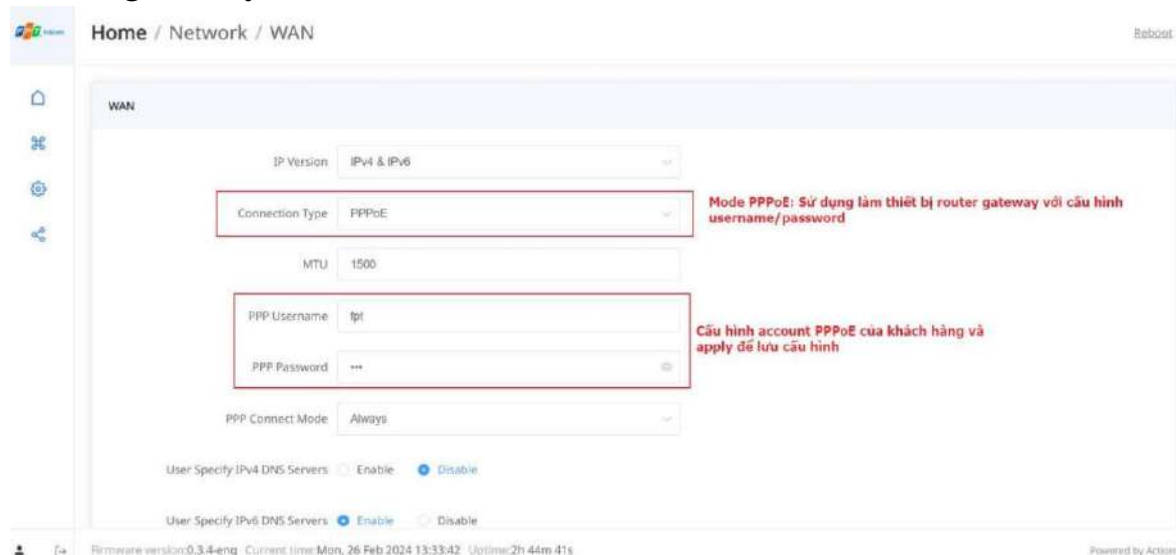 Home / Network / WAN
Reboot
WAN
IP Version IPv4 & IPv6
Connection Type PPPoE
Mode PPPoE: Sử dụng làm thiết bị router gateway với cấu hình
username/password
MTU 1500
PPP Username fpt
Cấu hình account PPPoE của khách hàng và
apply để lưu cấu hình
PPP Password •••
PPP Connect Mode Always
User Specify IPv4 DNS Servers Enable Disable
User Specify IPv6 DNS Servers Enable Disable
Firmware version:0.3.4-eng Current time:Mon, 26 Feb 2024 13:33:42 Uptime:2h 44m 41s
Powered by